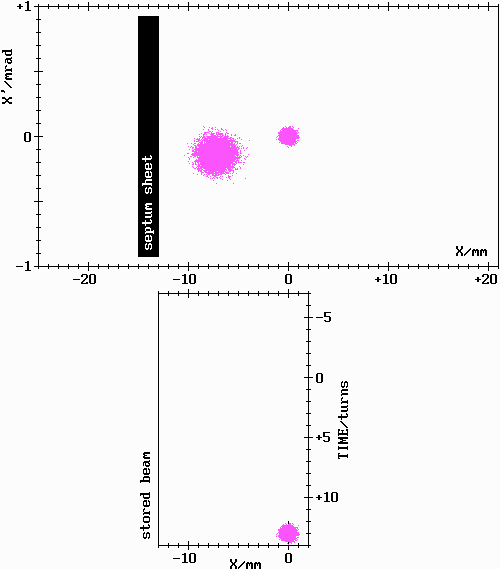 +1
X'/mrad
0
septum sheet
X/mm
-1
-20
-10
0
+10
+20
-5
0
TIME/turns
+5
stored beam
+10
-10
0
X/mm